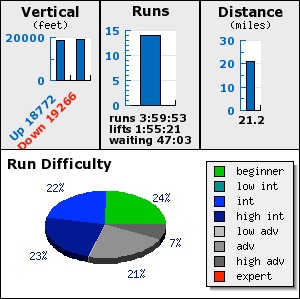 Vertical
(feet)
20000
0
Up 18772
Down 19266
Runs
15
10
5
0
runs 3:59:53
lifts 1:55:21
waiting 47:03
Distance
(miles)
30
20
10
0
21.2
Run Difficulty
22%
24%
23%
7%
21%
beginner
low int
int
high int
low adv
adv
high adv
expert